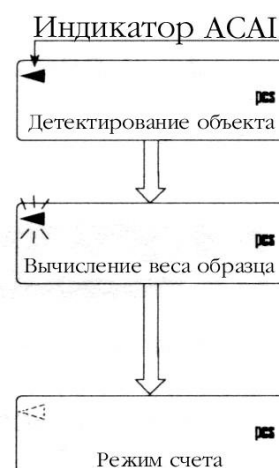 Индикатор ACAI
pcs
Детектирование объекта
pcs
Вычисление веса образца
pcs
Режим счета